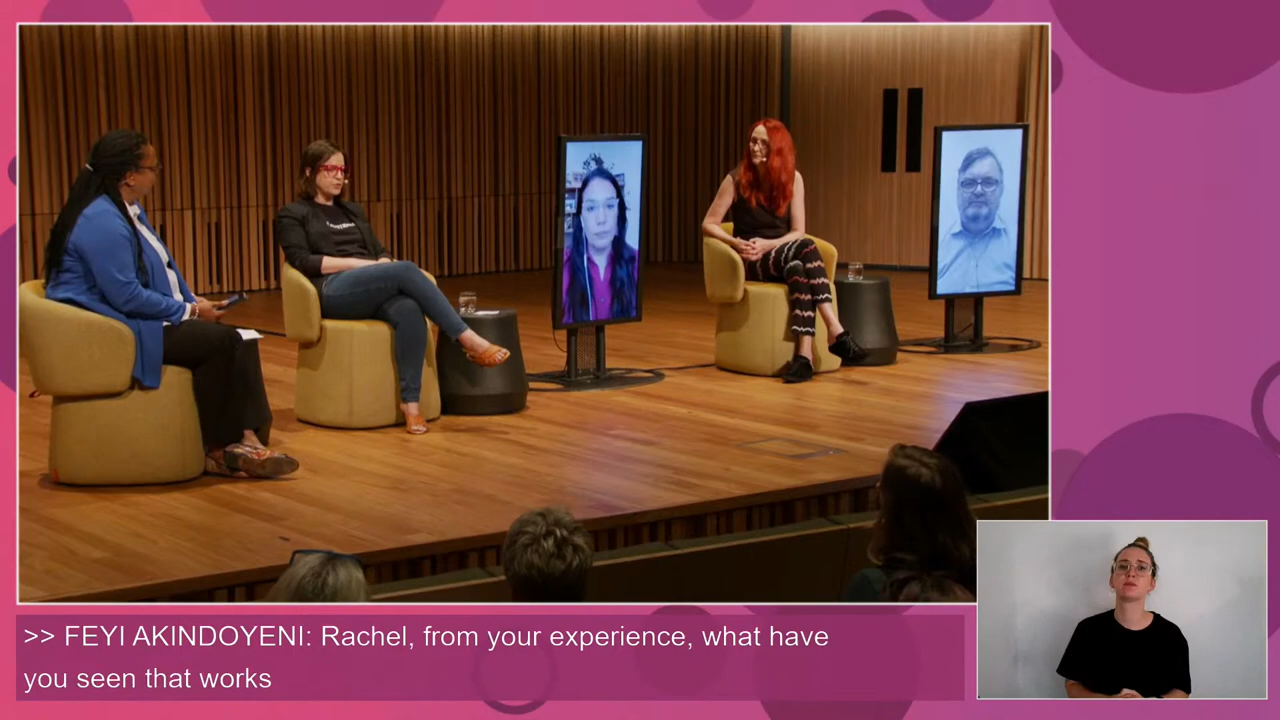 >> FEYI AKINDOYENI: Rachel, from your experience, what have
you seen that works